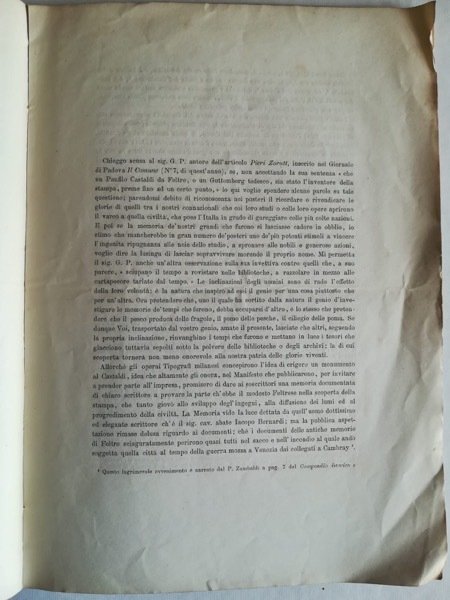 Chieggo scusa al sig. G. P. autore dell'articolo Pieri Zorutt, inserito nel Giornale
di Padova Il Comune (N° 7, di quest'anno), se, non accettando la sua sentenza « che
un Panfilo Castaldi da Feltre, o un Guttemberg tedesco, sia stato l'inventore della
stampa, preme fino ad un certo punto, » io qui voglio spendere alcune parole su tale
questione; parendomi debito di riconoscenza nei posteri il ricordare e rivendicare le
glorie di quelli tra i nostri connazionali che coi loro studi o colle loro opere aprirono
il varco a quella civiltà, che pose l'Italia in grado di gareggiare colle più colte nazioni.
E poi se la memoria de' nostri grandi che furono si lasciasse cadere in obblio, io
stimo che mancherebbe in gran numero de' posteri uno de' più potenti stimoli a vincere
l'ingenita ripugnanza alle noie dello studio, a spronare alle nobili e generose azioni,
voglio dire la lusinga di lasciar sopravvivere morendo il proprio nome. Mi permetta
il sig. G. P. anche un'altra osservazione sulla sua invettiva contro quelli che, a suo
parere, « sciupano il tempo a rovistare nelle biblioteche, a razzolare in mezzo alle
cartapecore tarlate dal tempo. » Le inclinazioni degli uomini sono di rado l'effetto
della loro volontà; è la natura che inspira ad essi il genio per una cosa piuttosto che
per un'altra. Ora pretendere che, uno il quale ha sortito dalla natura il genio d'inve-
stigare le memorie de' tempi che furono, debba occuparsi d'altro, è lo stesso che preten-
dere che il pesco produca delle fragole, il pomo delle pesche, il ciliegio delle poma. Se
dunque Voi, trasportato dal vostro genio, amate il presente, lasciate che altri, seguendo
la propria inclinazione, rinvanghino i tempi che furono e mettano in luce i tesori che
giacciono, tuttavia sepolti sotto la polvere delle biblioteche o degli archivi; la di cui
scoperta tornerà non meno onorevole alla nostra patria delle glorie viventi.
Allorchè gli operai Tipografi milanesi concepirono l'idea di erigere un monumento
al Castaldi, idea che altamente gli onora, nel Manifesto che pubblicarono, per invitare
a prender parte all'impresa, promisero di dare ai soscrittori una memoria documentata
di chiaro scrittore a provare la parte ch'ebbe il modesto Feltrese nella scoperta della
stampa, che tanto giovò allo sviluppo degl'ingegni, alla diffusione dei lumi ed al
progredimento della civiltà. La Memoria vide la luce dettata da quell'uomo dottissimo
ed elegante scrittore ch'è il sig. cav. abate Iacopo Bernardi; ma la pubblica aspet-
tazione rimase delusa riguardo ai documenti; chè i documenti delle antiche memorie
di Feltre sciaguratamente perirono quasi tutti nel sacco e nell'incendio al quale andò
soggetta quella città al tempo della guerra mossa a Venezia dai collegati a Cambray ¹.
¹ Questo lagrimevole avvenimento è narrato dal P. Zambaldi a pag. 7 del Compendio